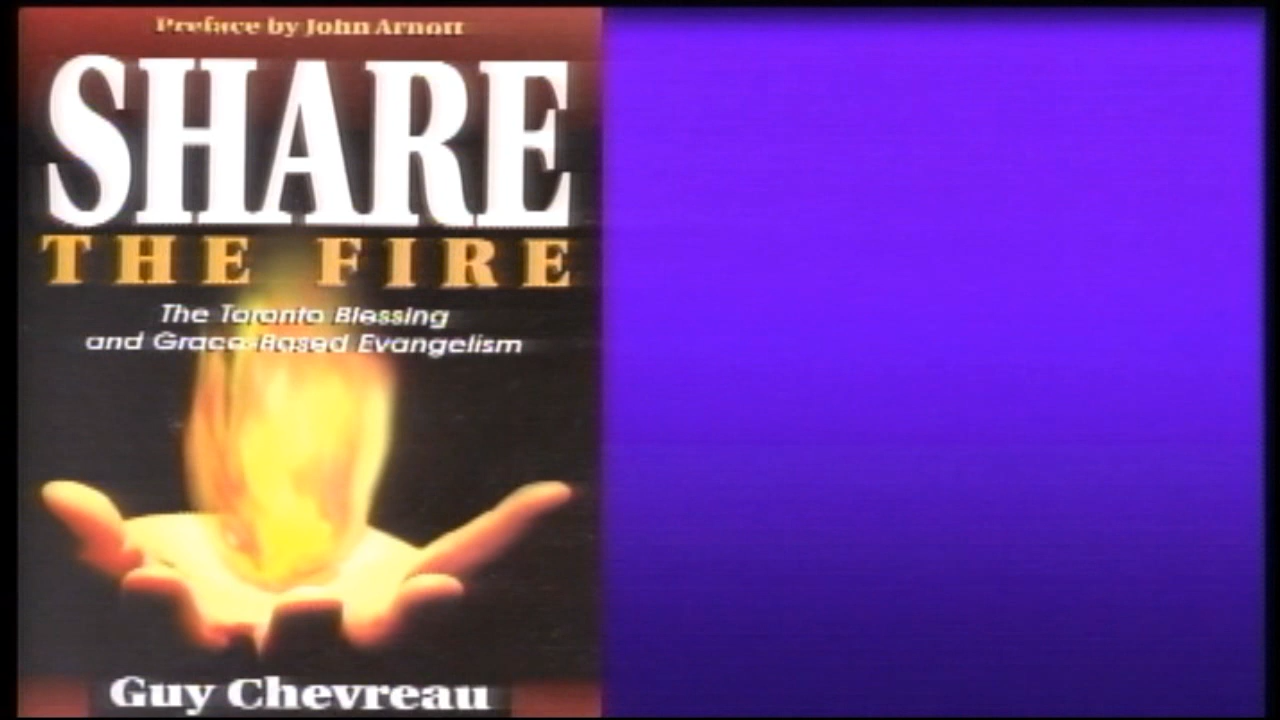 Preface by John Arnott
SHARE
THE FIRE
The Toronto Blessing
and Grace-Based Evangelism
Guy Chevreau